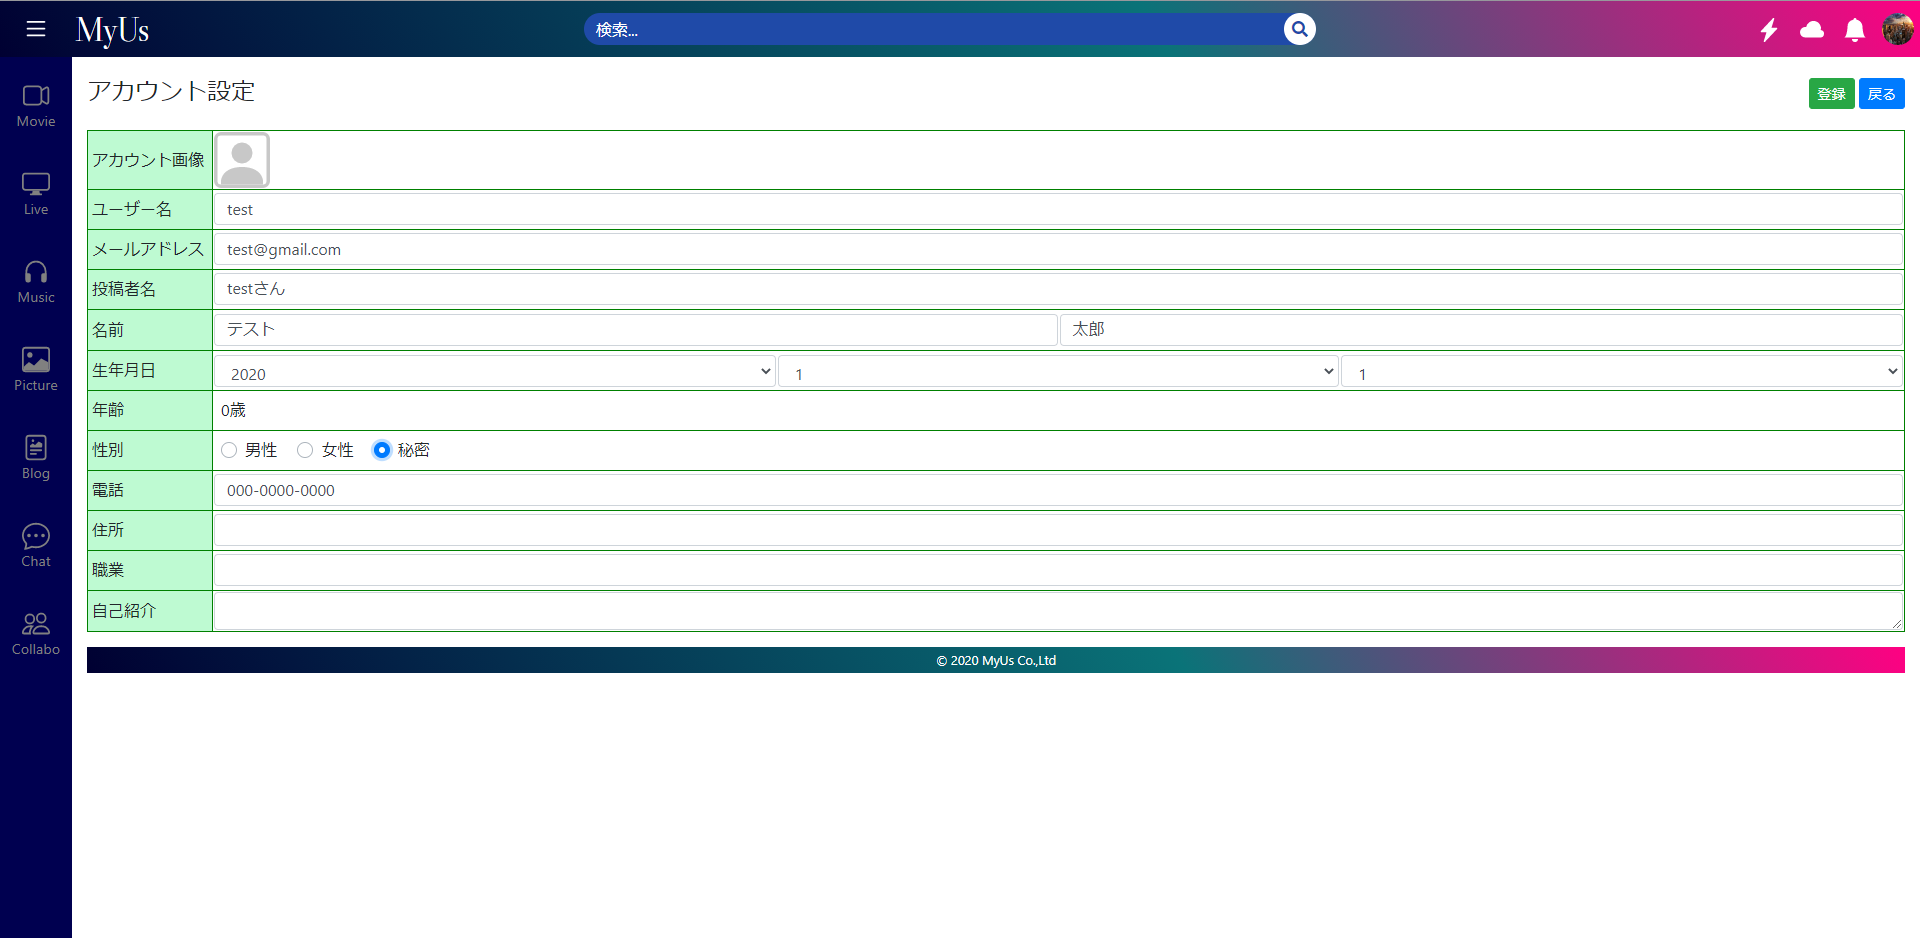 MyUs
検索...
Movie
Live
Music
Picture
Blog
Chat
Collabo
アカウント設定
登録 戻る
アカウント画像
ユーザー名 test
メールアドレス test@gmail.com
投稿者名 testさん
名前 テスト 太郎
生年月日 2020 1 1
年齢 0歳
性別 男性 女性 秘密
電話 000-0000-0000
住所
職業
自己紹介
© 2020 MyUs Co.,Ltd